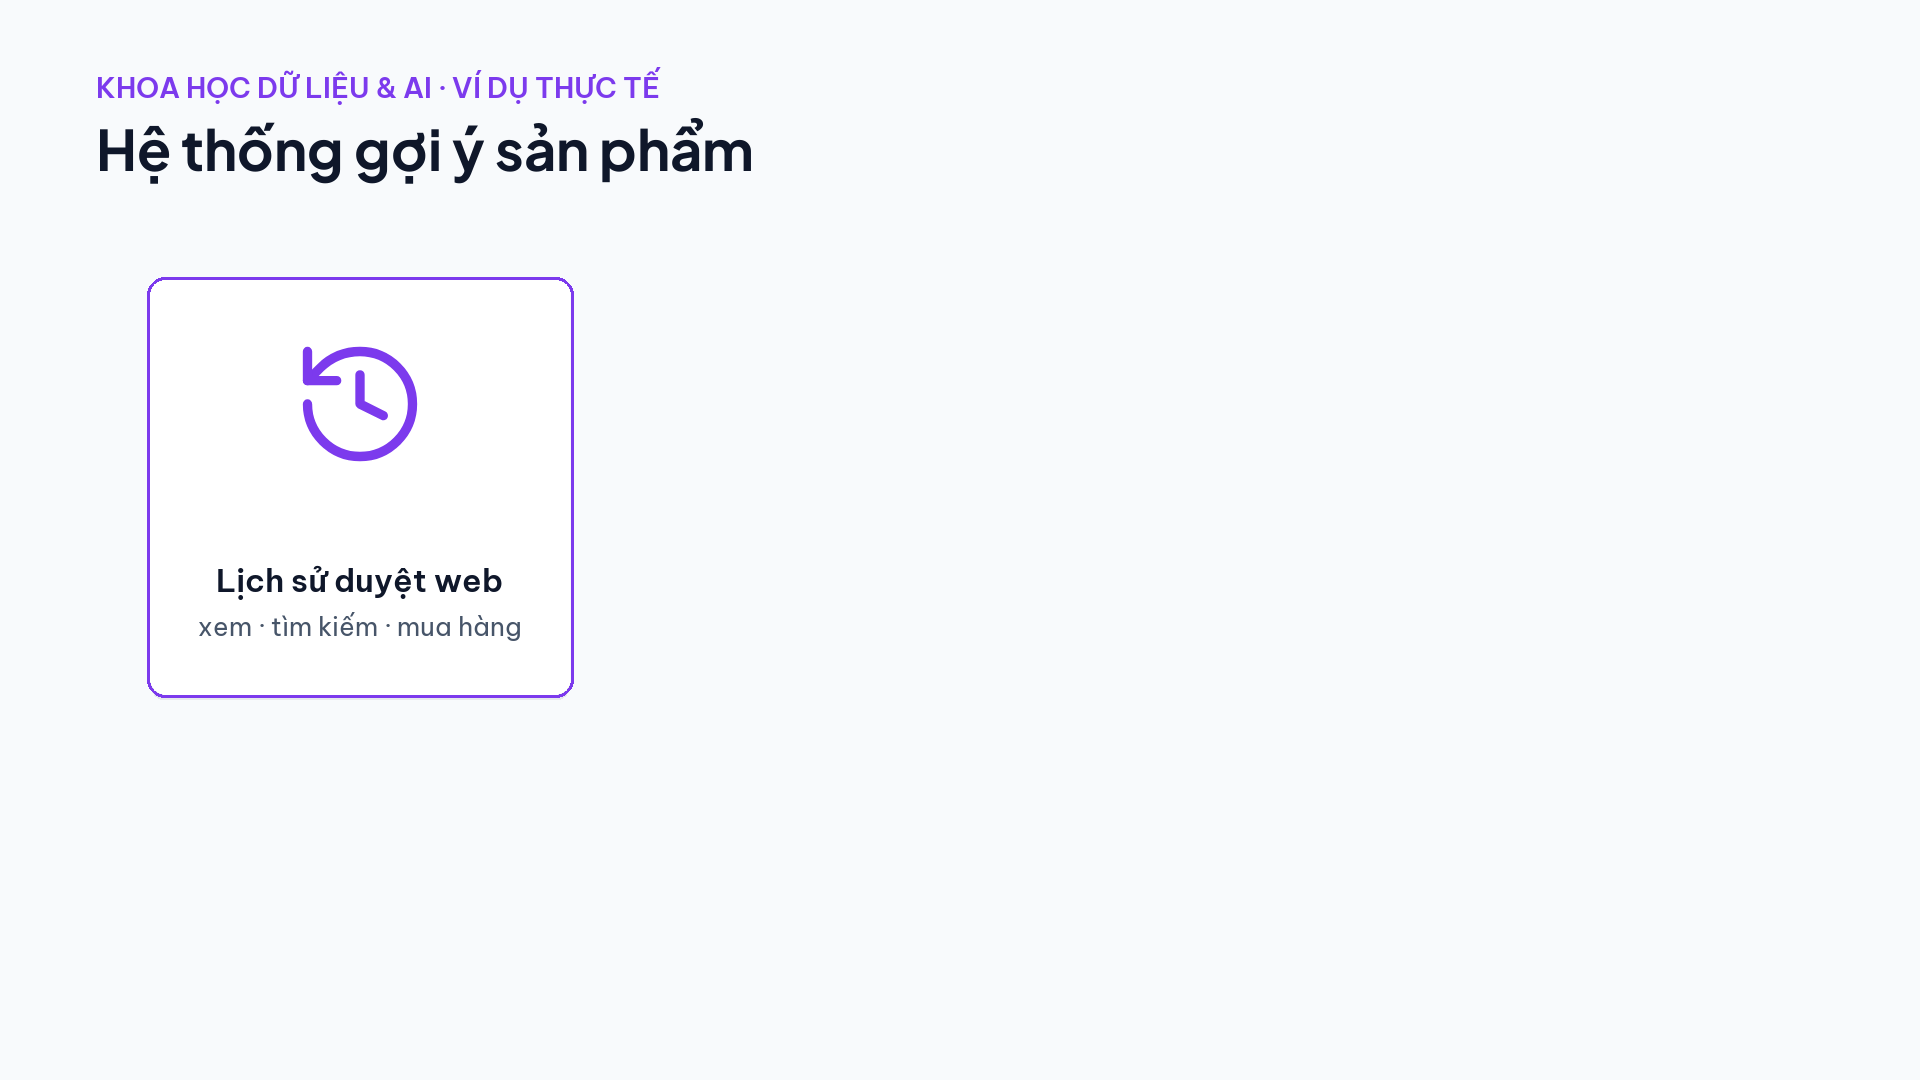 KHOA HỌC DỮ LIỆU & AI · VÍ DỤ THỰC TẾ
Hệ thống gợi ý sản phẩm
Lịch sử duyệt web
xem · tìm kiếm · mua hàng